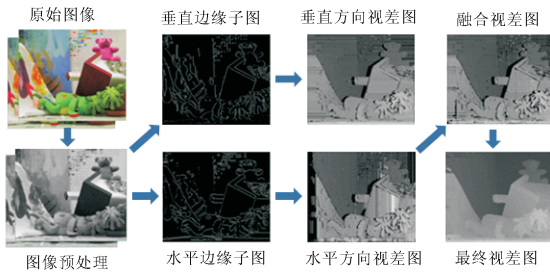 原始图像
垂直边缘子图
垂直方向视差图
融合视差图
图像预处理
水平边缘子图
水平方向视差图
最终视差图